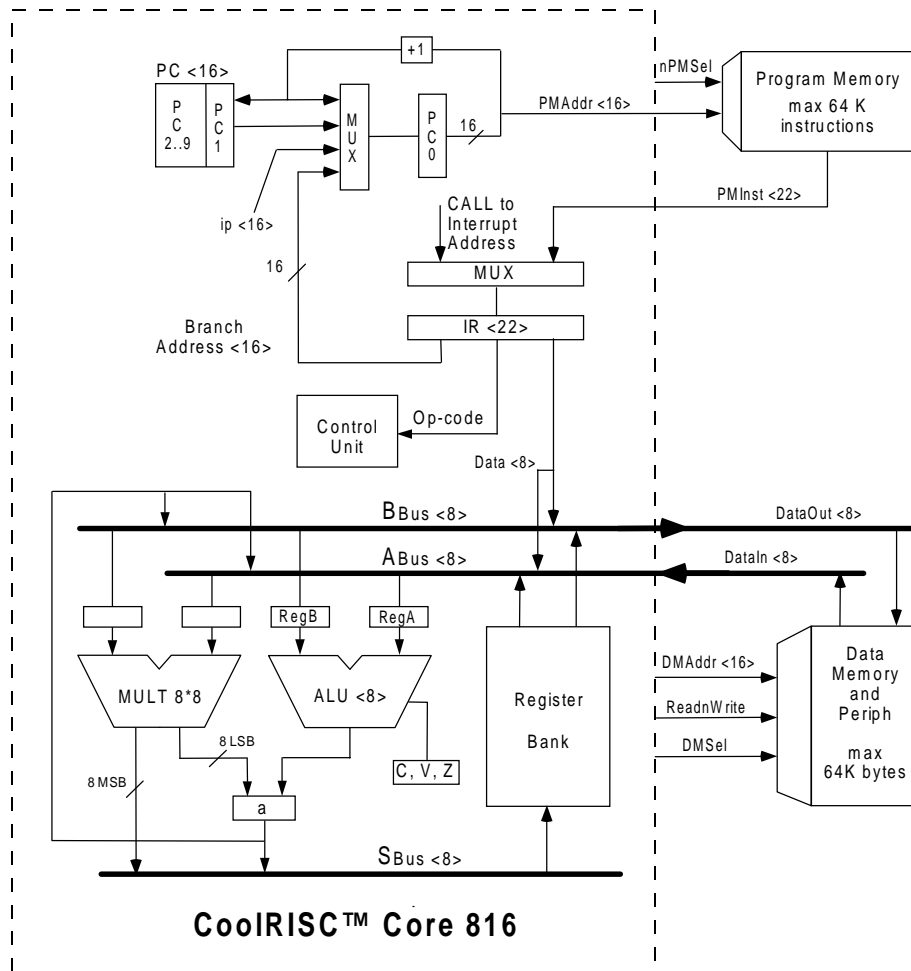 +1
PC <16>
nPMSel
Program Memory
max 64 K
instructions
P
C
2..9
P
C
1
M
U
X
P
C
0
16
PMAddr <16>
ip <16>
PMInst <22>
CALL to
Interrupt
Address
16
MUX
IR <22>
Branch
Address <16>
Op-code
Control
Unit
Data <8>
B Bus <8>
DataOut <8>
A Bus <8>
DataIn <8>
RegB
RegA
DMAddr <16>
Data
Memory
and
Periph
max
64K bytes
MULT 8*8
ALU <8>
Register
Bank
ReadnWrite
DMSel
8 LSB
8 MSB
C, V, Z
a
S Bus <8>
CoolRISC™ Core 816